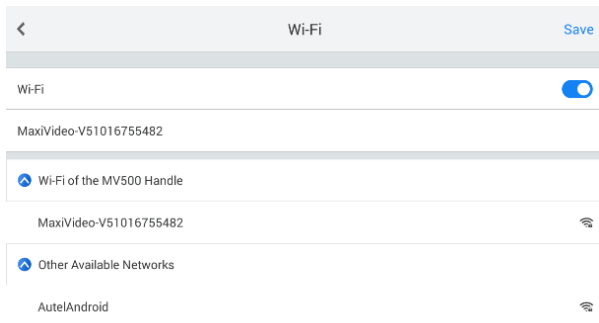 Wi-Fi Save
Wi-Fi
MaxiVideo-V51016755482
Wi-Fi of the MV500 Handle
MaxiVideo-V51016755482
Other Available Networks
AutelAndroid